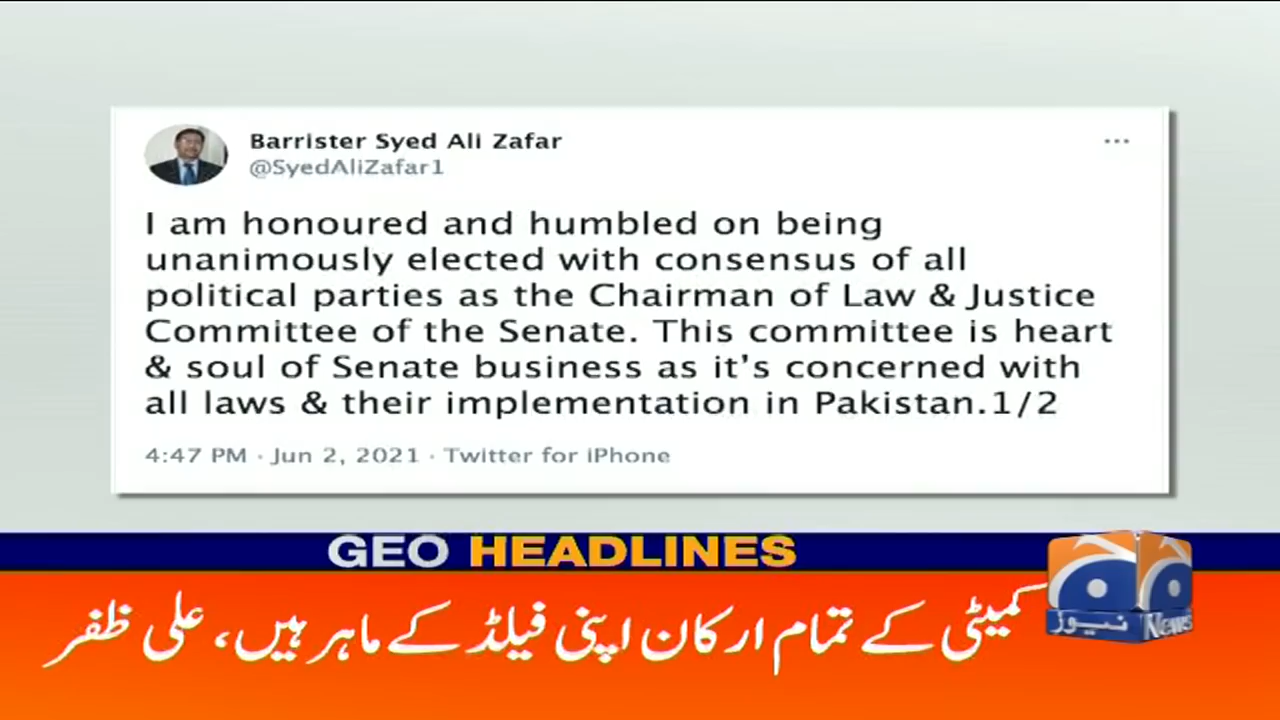 Barrister Syed Ali Zafar
@SyedAliZafar1
I am honoured and humbled on being
unanimously elected with consensus of all
political parties as the Chairman of Law & Justice
Committee of the Senate. This committee is heart
& soul of Senate business as it's concerned with
all laws & their implementation in Pakistan.1/2
4:47 PM · Jun 2, 2021 · Twitter for iPhone
GEO HEADLINES
کمیٹی کے تمام ارکان اپنی فیلڈ کے ماہر ہیں، علی ظفر
نیوز News